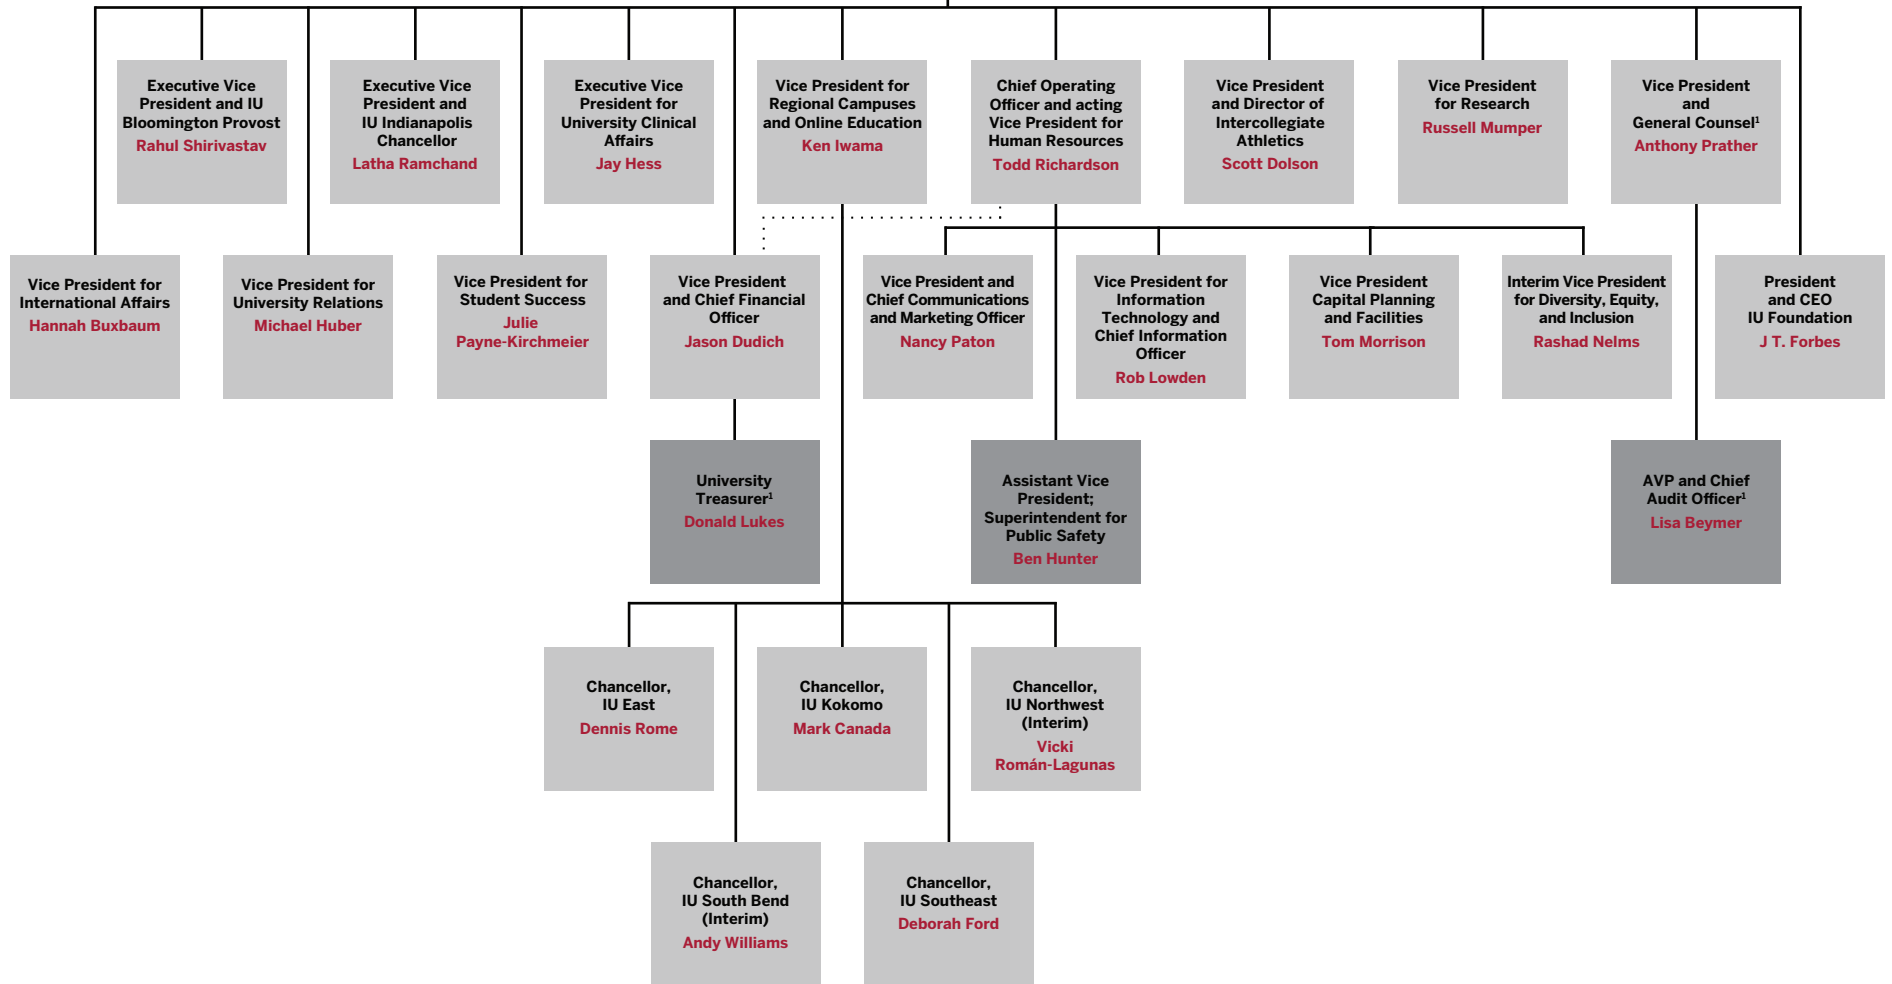 Executive Vice
President and IU
Bloomington Provost
Rahul Shirivastav
Executive Vice
President and
IU Indianapolis
Chancellor
Latha Ramchand
Executive Vice
President for
University Clinical
Affairs
Jay Hess
Vice President for
Regional Campuses
and Online Education
Ken Iwama
Chief Operating
Officer and acting
Vice President for
Human Resources
Todd Richardson
Vice President
and Director of
Intercollegiate
Athletics
Scott Dolson
Vice President
for Research
Russell Mumper
Vice President
and
General Counsel¹
Anthony Prather
Vice President for
International Affairs
Hannah Buxbaum
Vice President for
University Relations
Michael Huber
Vice President for
Student Success
Julie
Payne-Kirchmeier
Vice President
and Chief Financial
Officer
Jason Dudich
Vice President and
Chief Communications
and Marketing Officer
Nancy Paton
Vice President for
Information
Technology and
Chief Information
Officer
Rob Lowden
Vice President
Capital Planning
and Facilities
Tom Morrison
Interim Vice President
for Diversity, Equity,
and Inclusion
Rashad Nelms
President
and CEO
IU Foundation
J T. Forbes
University
Treasurer¹
Donald Lukes
Assistant Vice
President;
Superintendent for
Public Safety
Ben Hunter
AVP and Chief
Audit Officer¹
Lisa Beymer
Chancellor,
IU East
Dennis Rome
Chancellor,
IU Kokomo
Mark Canada
Chancellor,
IU Northwest
(Interim)
Vicki
Román-Lagunas
Chancellor,
IU South Bend
(Interim)
Andy Williams
Chancellor,
IU Southeast
Deborah Ford